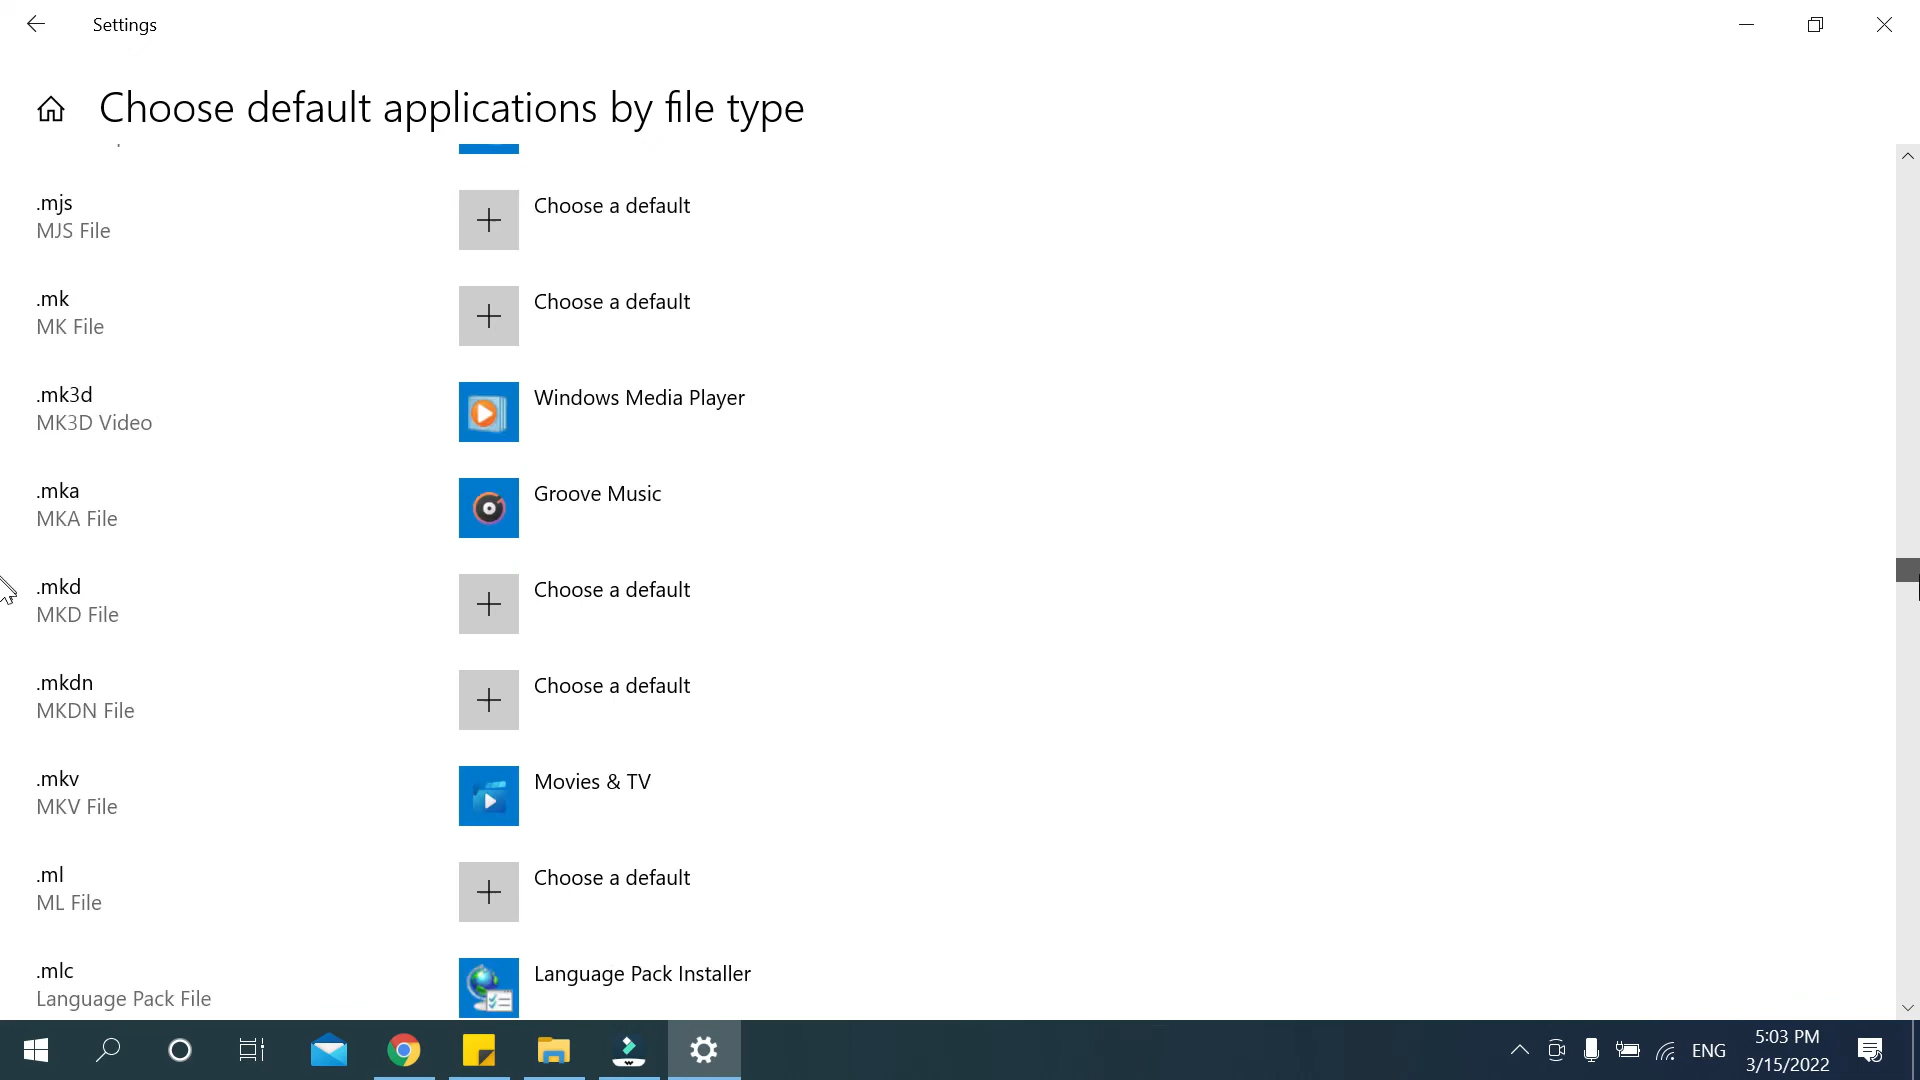 Settings
Choose default applications by file type
.mjs
MJS File
Choose a default
.mk
MK File
Choose a default
.mk3d
MK3D Video
Windows Media Player
.mka
MKA File
Groove Music
.mkd
MKD File
Choose a default
.mkdn
MKDN File
Choose a default
.mkv
MKV File
Movies & TV
.ml
ML File
Choose a default
.mlc
Language Pack File
Language Pack Installer
ENG
5:03 PM
3/15/2022